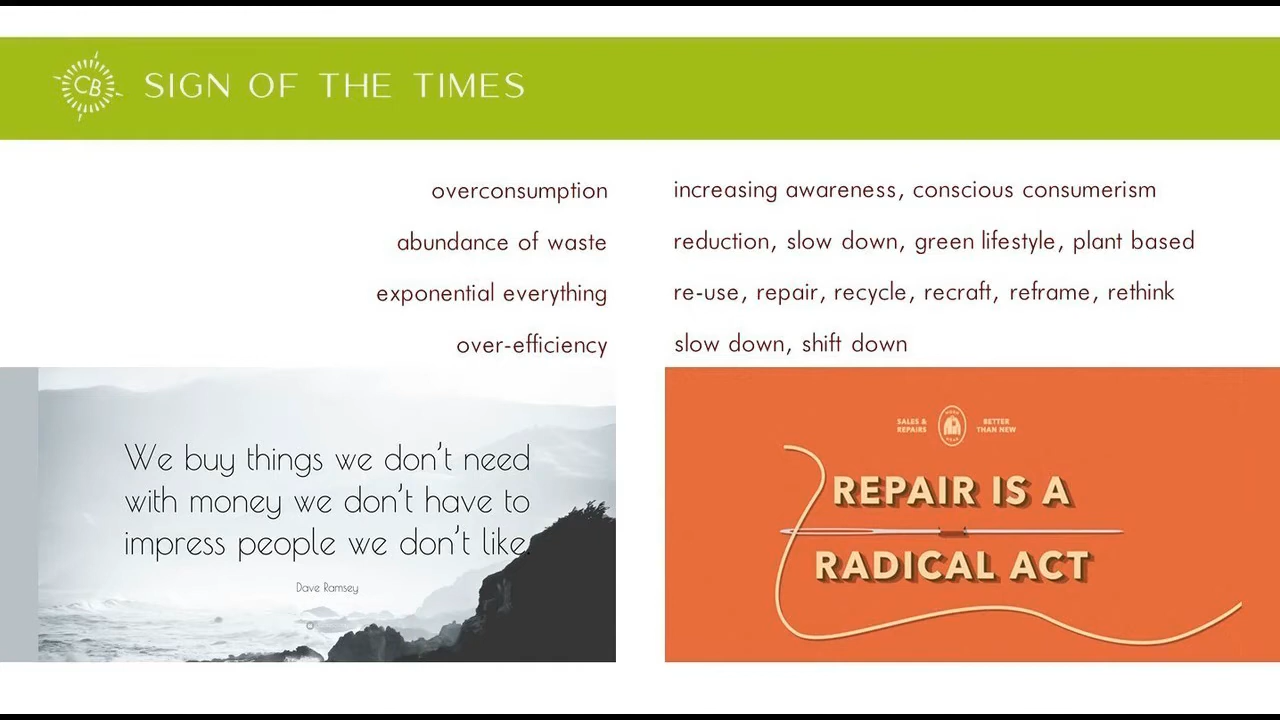 CB
SIGN OF THE TIMES
overconsumption
increasing awareness, conscious consumerism
abundance of waste
reduction, slow down, green lifestyle, plant based
exponential everything
re-use, repair, recycle, recraft, reframe, rethink
over-efficiency
slow down, shift down
We buy things we don't need
with money we don't have to
impress people we don't like.
Dave Ramsey
SALES &
REPAIRS
WORN
WEAR
BETTER
THAN NEW
REPAIR IS A
RADICAL ACT